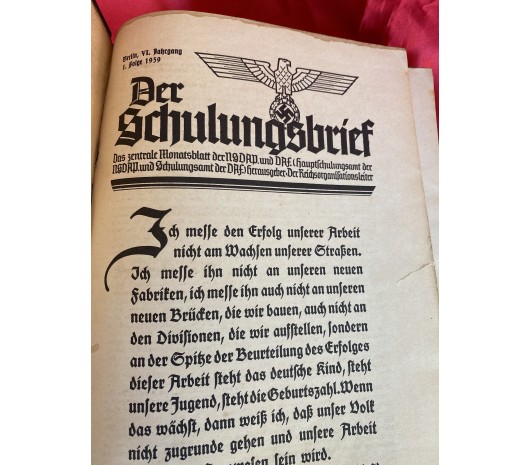 Berlin, VI. Jahrgang
1. Folge 1939
Der
Schulungsbrief
Das zentrale Monatsblatt der NSDAP. und DAF. (Hauptschulungsamt der
NSDAP. und Schulungsamt der DAF.) Herausgeber · Der Reichsorganisationsleiter
Ich messe den Erfolg unserer Arbeit
nicht am Wachsen unserer Straßen.
Ich messe ihn nicht an unseren neuen
Fabriken, ich messe ihn auch nicht an unseren
neuen Brücken, die wir bauen, auch nicht an
den Divisionen, die wir aufstellen, sondern
an der Spitze der Beurteilung des Erfolges
dieser Arbeit steht das deutsche Kind, steht
unsere Jugend, steht die Geburtszahl. Wenn
das wächst, dann weiß ich, daß unser Volk
nicht zugrunde gehen und unsere Arbeit
sein wird.